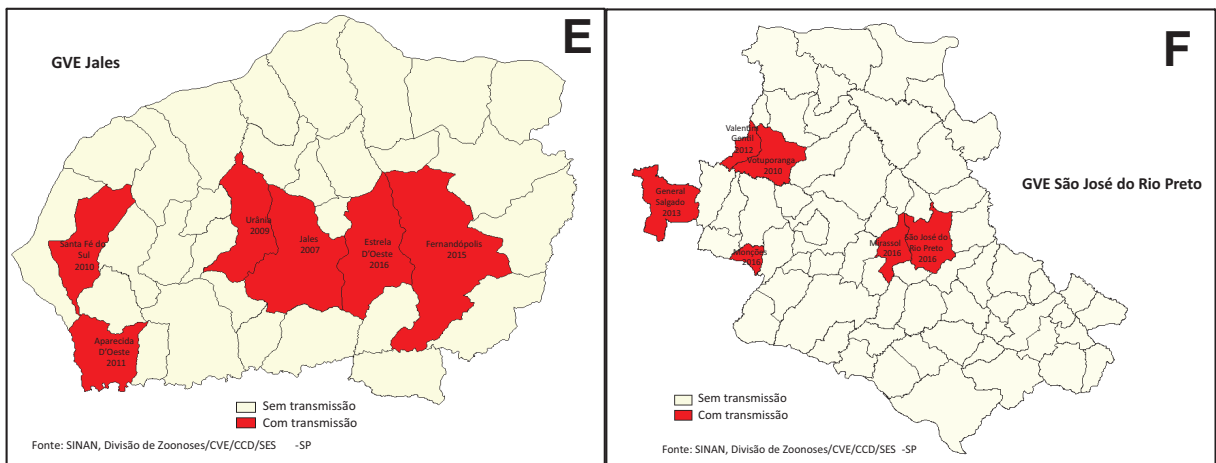 E
GVE Jales
Santa Fé do
Sul
2010
Urânia
2009
Jales
2007
Estrela
D'Oeste
2016
Fernandópolis
2015
Aparecida
D'Oeste
2011
Sem transmissão
Com transmissão
Fonte: SINAN, Divisão de Zoonoses/CVE/CCD/SES -SP
F
Valentim
Gentil
2012
Votuporanga
2010
General
Salgado
2013
GVE São José do Rio Preto
Monções
2016
Mirassol
2016
São José do
Rio Preto
2016
Sem transmissão
Com transmissão
Fonte: SINAN, Divisão de Zoonoses/CVE/CCD/SES -SP